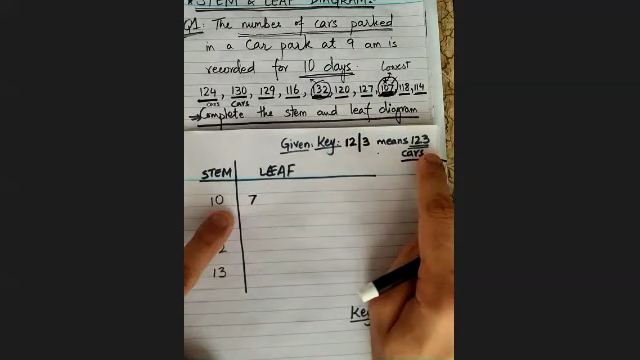 STEM & LEAF DIAGRAM.
Q1: The number of cars parked
in a Car park at 9 am is
recorded for 10 days. Lowest
124, 130, 129, 116, 132, 120, 127, 107, 118, 114
cars cars
Complete the stem and leaf diagram
Given Key: 12|3 means 123
cars
STEM LEAF
10 7
2
13
Key